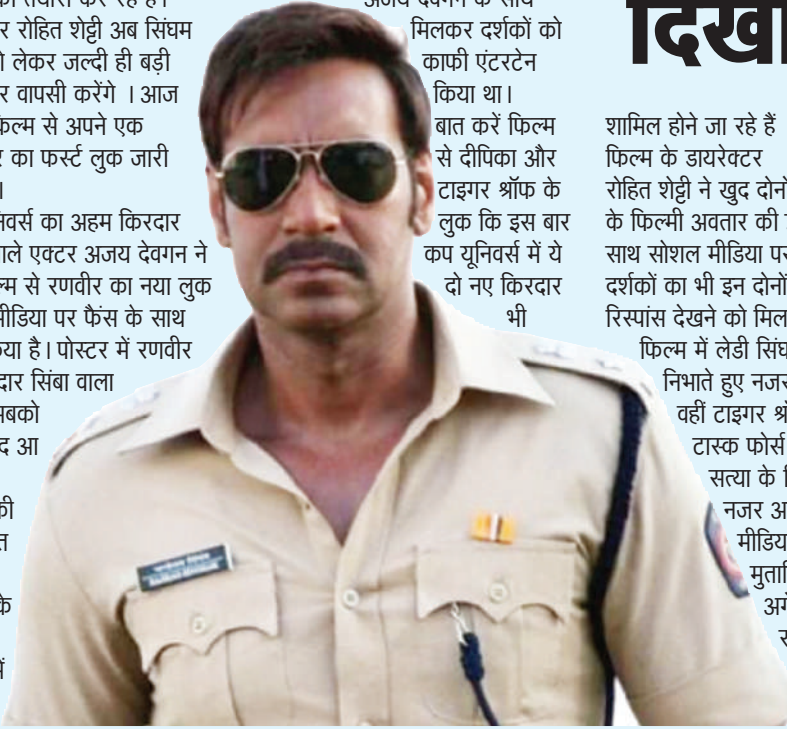 दिखा
र रोहित शेट्टी अब सिंघम
लेकर जल्दी ही बड़ी
र वापसी करेंगे । आज
से अपने एक
का फर्स्ट लुक जारी
का अहम किरदार
एक्टर अजय देवगन ने
से रणवीर का नया लुक
पर फैंस के साथ
है। पोस्टर में रणवीर
सिंबा वाला
आ
अजय देवगन के साथ
मिलकर दर्शकों को
काफी एंटरटेन
किया था।
बात करें फिल्म
से दीपिका और
टाइगर श्रॉफ के
लुक कि इस बार
कप यूनिवर्स में ये
दो नए किरदार
भी
शामिल होने जा रहे हैं
फिल्म के डायरेक्टर
रोहित शेट्टी ने खुद दोनों
के फिल्मी अवतार की
साथ सोशल मीडिया पर
दर्शकों का भी इन दोनों
रिस्पांस देखने को मिल
फिल्म में लेडी सिंघ
निभाते हुए नजर
वहीं टाइगर श्रॉ
टास्क फोर्स
सत्या के
नजर अ
मीडिय
मुताबि